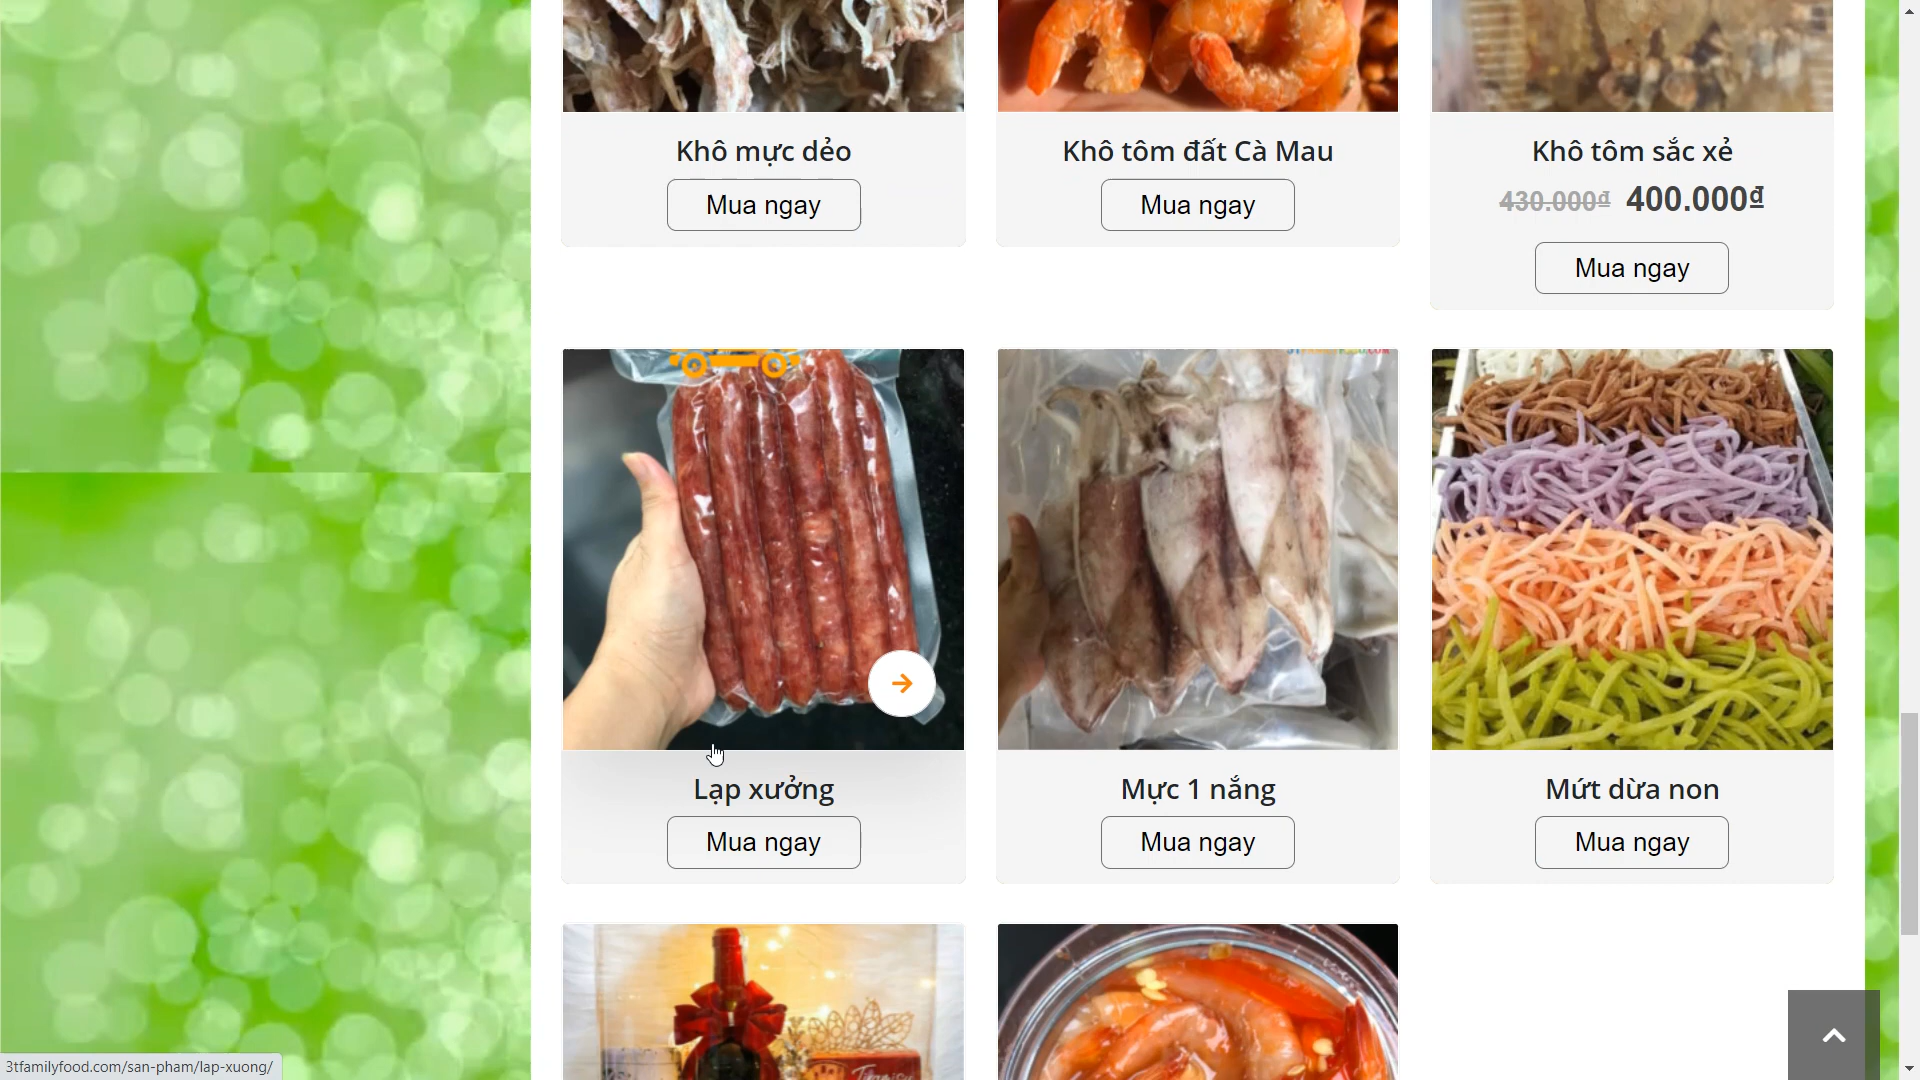 Khô mực dẻo
Mua ngay
Khô tôm đất Cà Mau
Mua ngay
Khô tôm sắc xẻ
430.000₫ 400.000₫
Mua ngay
Lạp xưởng
Mua ngay
Mực 1 nắng
Mua ngay
Mứt dừa non
Mua ngay
3tfamilyfood.com/san-pham/lap-xuong/